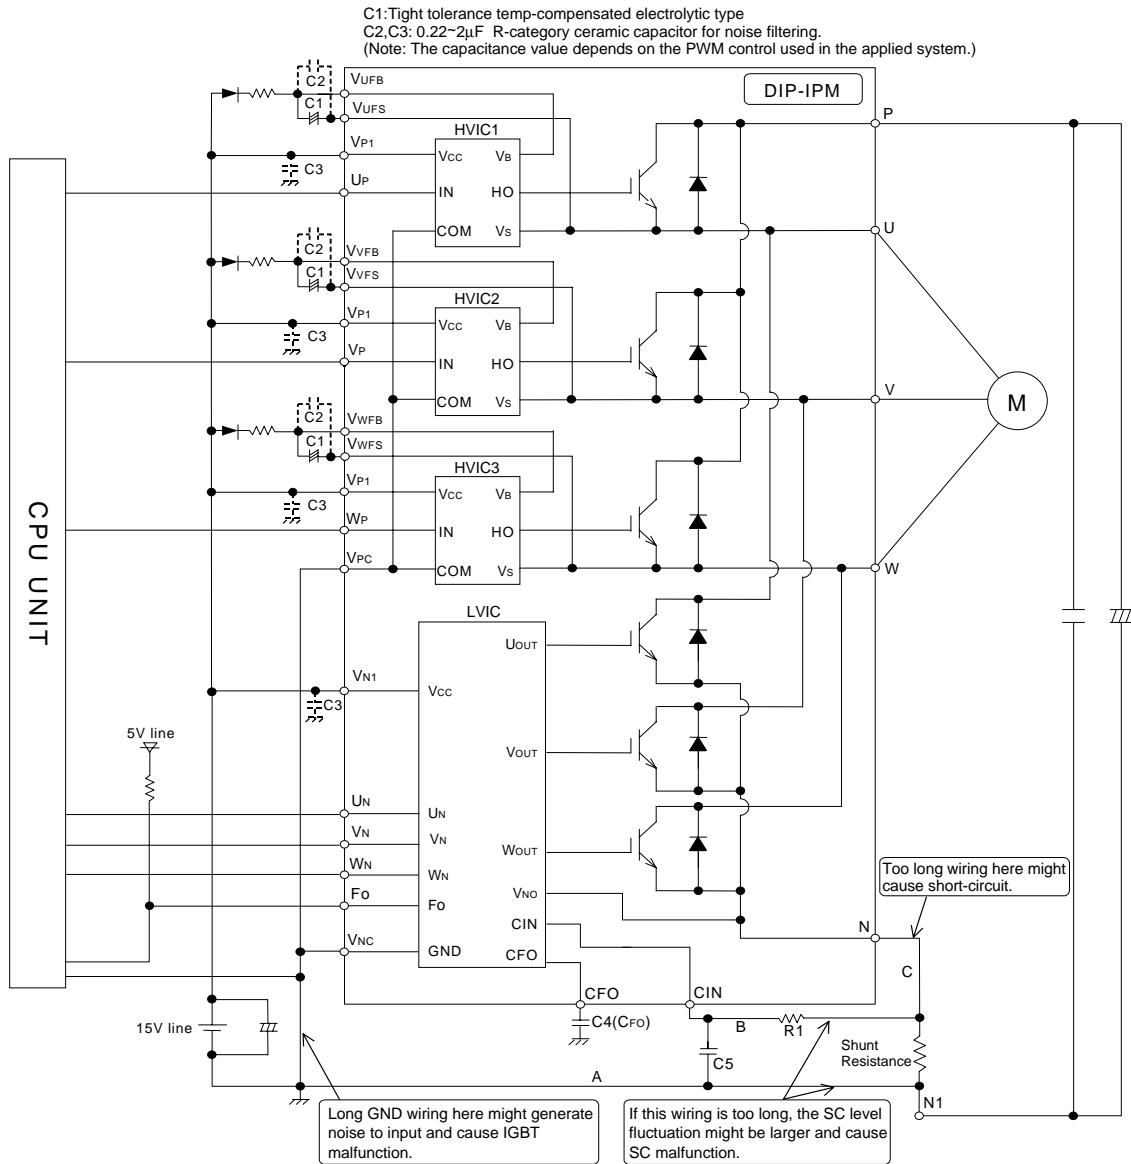 C1:Tight tolerance temp-compensated electrolytic type
C2,C3: 0.22~2μF R-category ceramic capacitor for noise filtering.
(Note: The capacitance value depends on the PWM control used in the applied system.)
DIP-IPM
C2
VUFB
C1
VUFS
P
HVIC1
VP1
VCC
VB
C3
UP
IN
HO
COM
VS
U
C2
VVFB
C1
VVFS
HVIC2
VP1
VCC
VB
C3
VP
IN
HO
COM
VS
V
M
C2
VWFB
C1
VWFS
HVIC3
VP1
VCC
VB
C3
WP
IN
HO
VPC
COM
VS
W
CPU UNIT
LVIC
UOUT
VN1
VCC
C3
5V line
VOUT
UN
UN
VN
VN
WN
WN
WOUT
Fo
Fo
VNO
CIN
VNC
GND
CFO
Too long wiring here might
cause short-circuit.
N
C
CFO
CIN
15V line
C4(CFO)
B
R1
C5
Shunt
Resistance
A
N1
Long GND wiring here might generate
noise to input and cause IGBT
malfunction.
If this wiring is too long, the SC level
fluctuation might be larger and cause
SC malfunction.